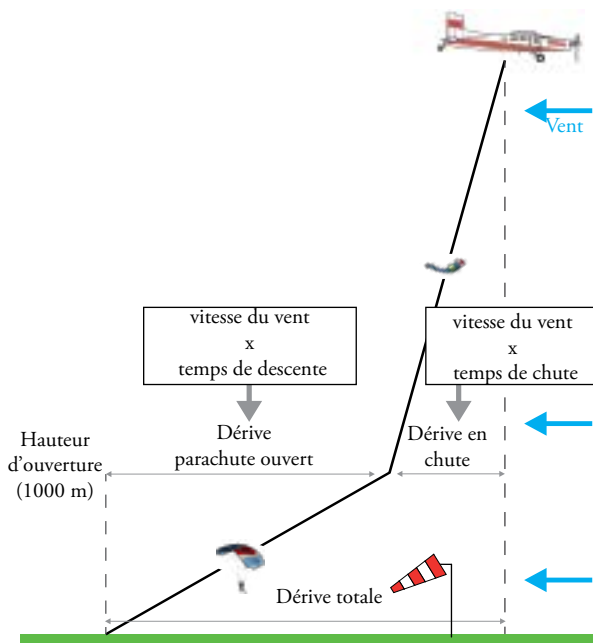 Vent
vitesse du vent
x
temps de descente
vitesse du vent
x
temps de chute
Hauteur
d’ouverture
(1000 m)
Dérive
parachute ouvert
Dérive en
chute
Dérive totale